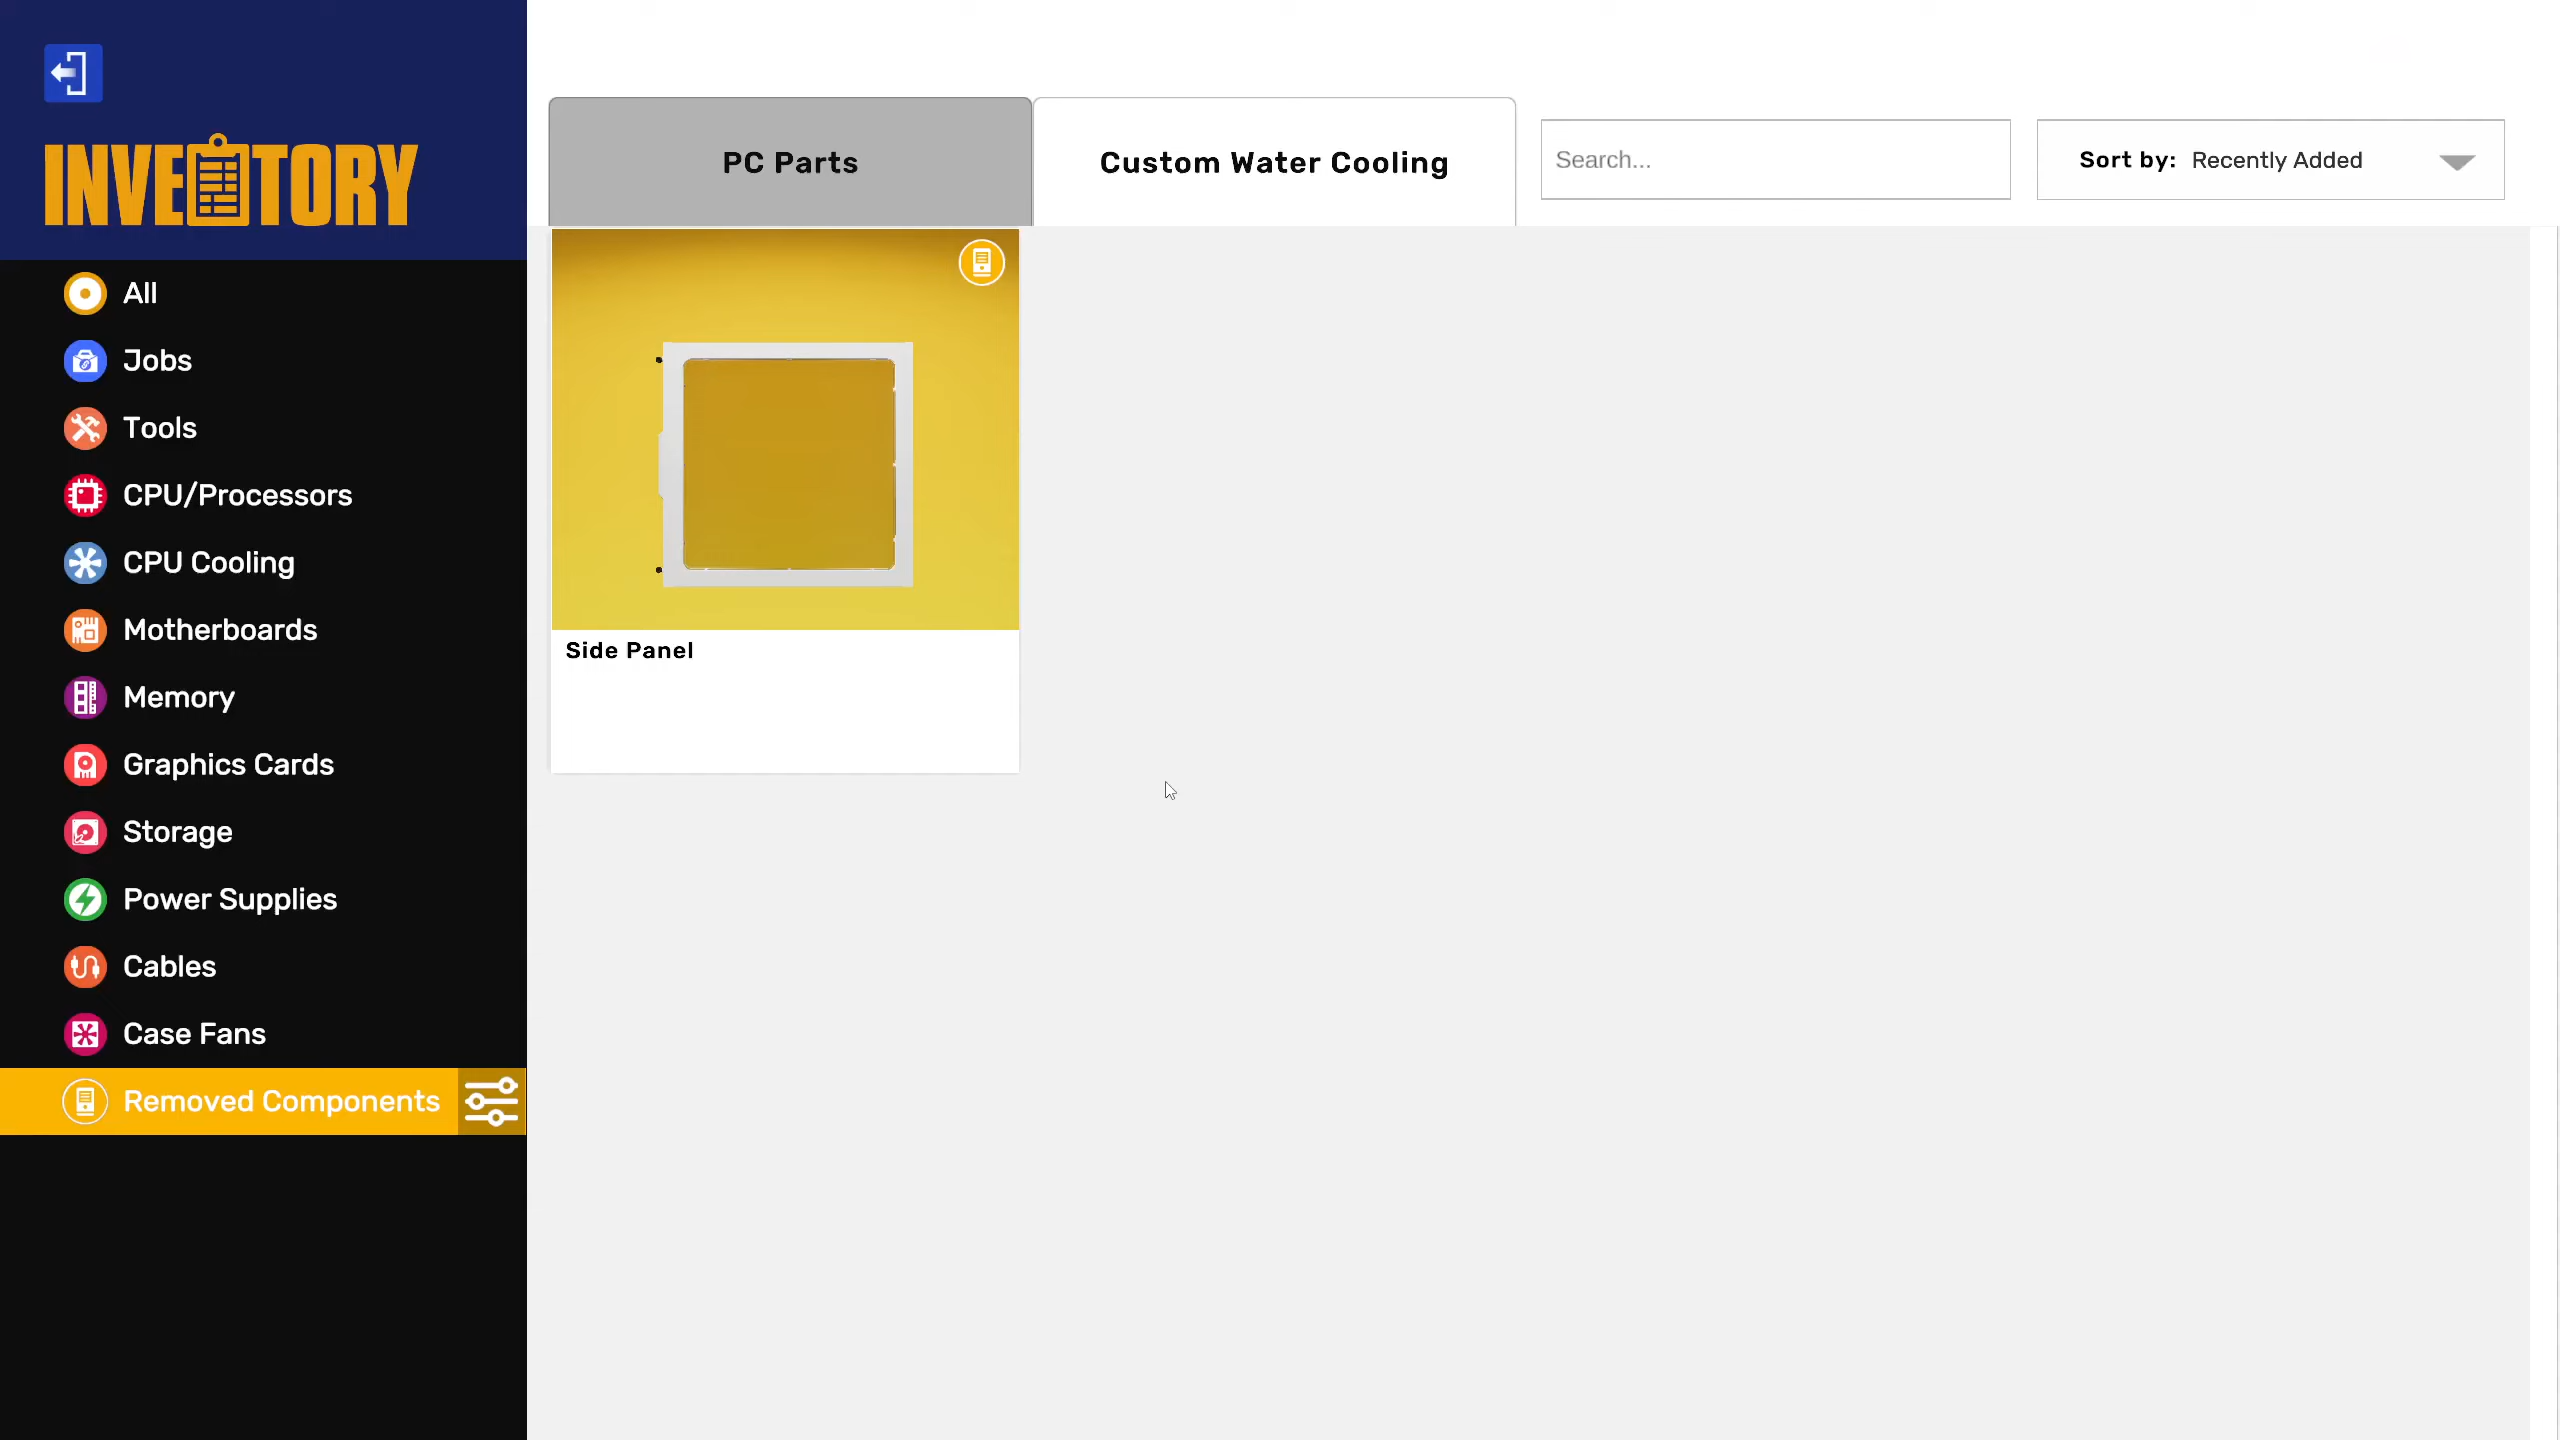 INVENTORY
PC Parts
Custom Water Cooling
Search...
Sort by: Recently Added
All
Jobs
Tools
CPU/Processors
CPU Cooling
Motherboards
Memory
Graphics Cards
Storage
Power Supplies
Cables
Case Fans
Removed Components
Side Panel